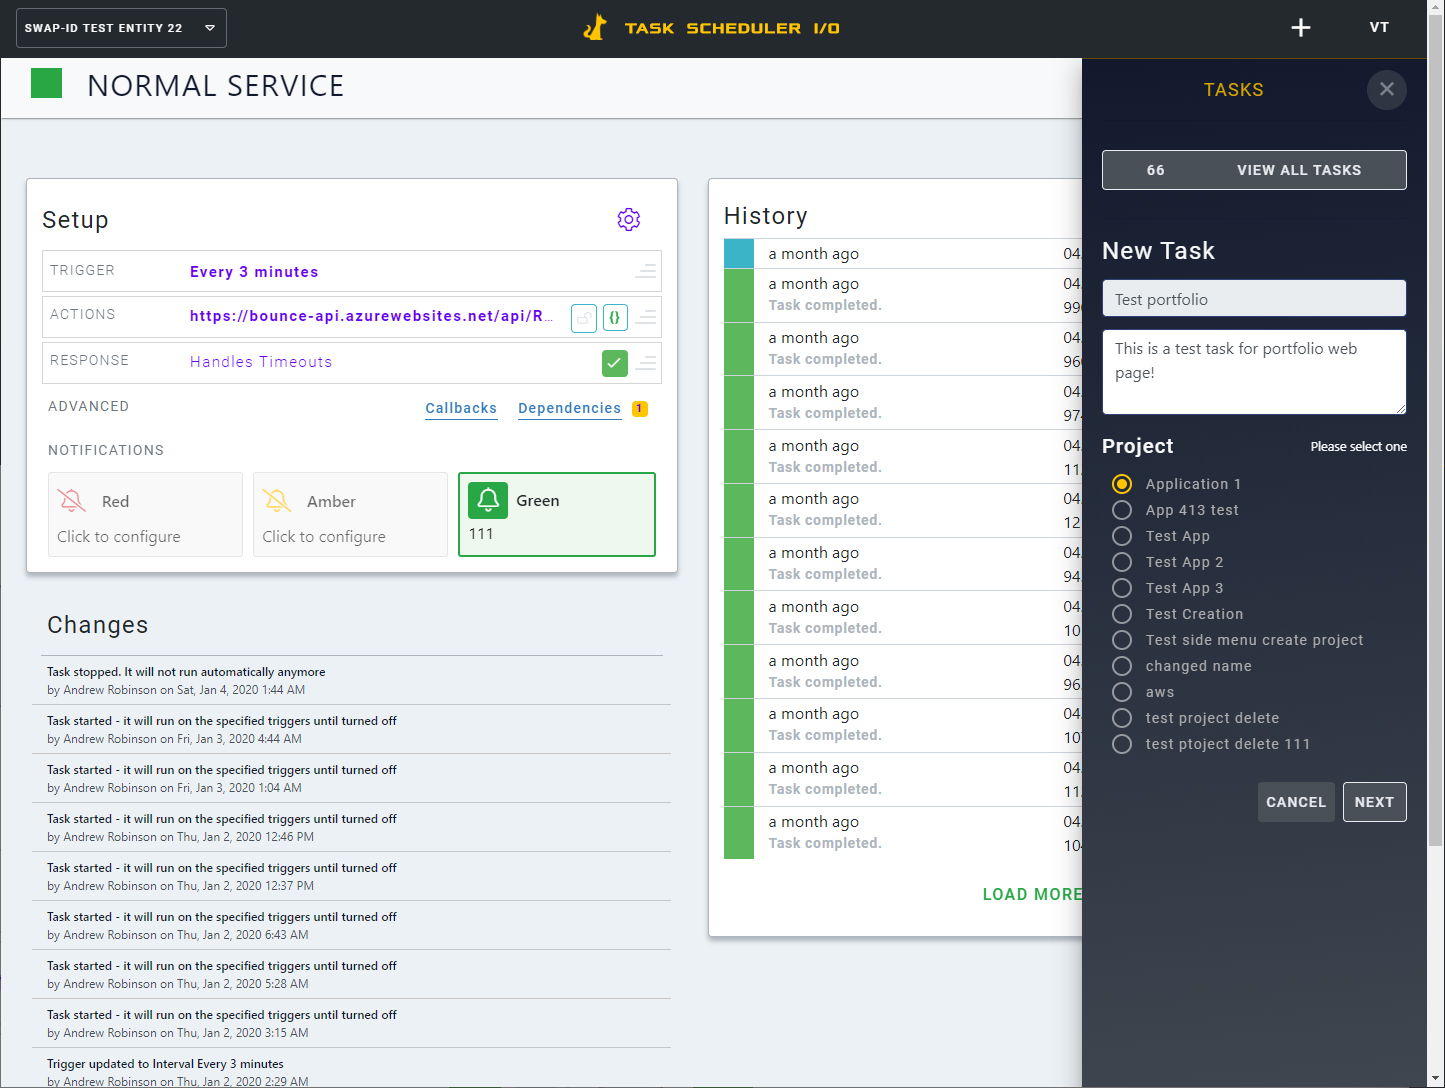 SWAP-ID TEST ENTITY 22
TASK SCHEDULER I/O
VT
NORMAL SERVICE
Setup
TRIGGER Every 3 minutes
ACTIONS https://bounce-api.azurewebsites.net/api/R... {}
RESPONSE Handles Timeouts
ADVANCED Callbacks Dependencies 1
NOTIFICATIONS
Red
Click to configure
Amber
Click to configure
Green
111
Changes
Task stopped. It will not run automatically anymore
by Andrew Robinson on Sat, Jan 4, 2020 1:44 AM
Task started - it will run on the specified triggers until turned off
by Andrew Robinson on Fri, Jan 3, 2020 4:44 AM
Task started - it will run on the specified triggers until turned off
by Andrew Robinson on Fri, Jan 3, 2020 1:04 AM
Task started - it will run on the specified triggers until turned off
by Andrew Robinson on Thu, Jan 2, 2020 12:46 PM
Task started - it will run on the specified triggers until turned off
by Andrew Robinson on Thu, Jan 2, 2020 12:37 PM
Task started - it will run on the specified triggers until turned off
by Andrew Robinson on Thu, Jan 2, 2020 6:43 AM
Task started - it will run on the specified triggers until turned off
by Andrew Robinson on Thu, Jan 2, 2020 5:28 AM
Task started - it will run on the specified triggers until turned off
by Andrew Robinson on Thu, Jan 2, 2020 3:15 AM
Trigger updated to Interval Every 3 minutes
by Andrew Robinson on Thu, Jan 2, 2020 2:29 AM
History
a month ago 04.
a month ago 04.
Task completed. 99
a month ago 04.
Task completed. 96
a month ago 04.
Task completed. 97
a month ago 04.
Task completed. 11.
a month ago 04.
Task completed. 12
a month ago 04.
Task completed. 94
a month ago 04.
Task completed. 10
a month ago 04.
Task completed. 96
a month ago 04.
Task completed. 10
a month ago 04.
Task completed. 11.
a month ago 04.
Task completed. 10
LOAD MORE
TASKS
66 VIEW ALL TASKS
New Task
Test portfolio
This is a test task for portfolio web
page!
Project Please select one
Application 1
App 413 test
Test App
Test App 2
Test App 3
Test Creation
Test side menu create project
changed name
aws
test project delete
test ptoject delete 111
CANCEL NEXT